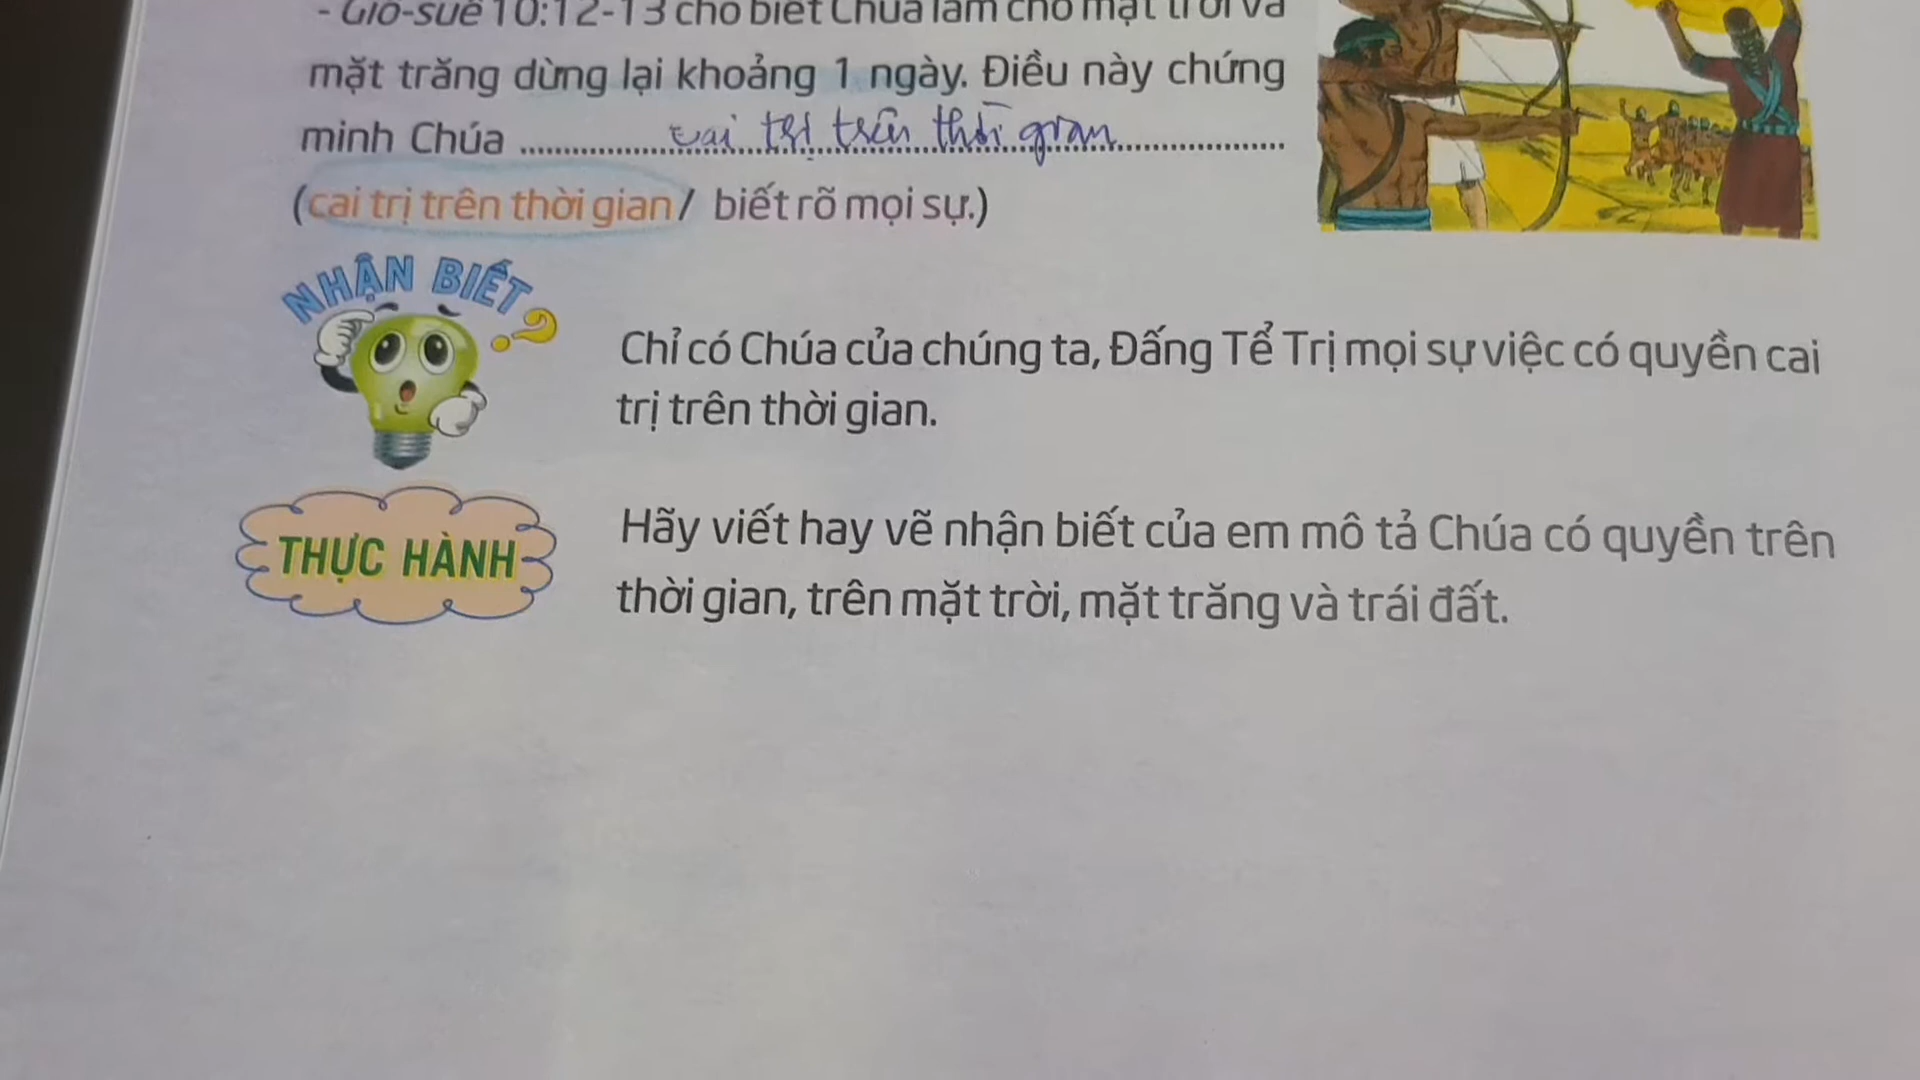 - Giô-suê 10:12-13 cho biết Chúa làm cho mặt trời và
mặt trăng dừng lại khoảng 1 ngày. Điều này chứng
minh Chúa cai trị trên thời gian
(cai trị trên thời gian / biết rõ mọi sự.)
NHẬN BIẾT?
Chỉ có Chúa của chúng ta, Đấng Tể Trị mọi sự việc có quyền cai
trị trên thời gian.
THỰC HÀNH
Hãy viết hay vẽ nhận biết của em mô tả Chúa có quyền trên
thời gian, trên mặt trời, mặt trăng và trái đất.